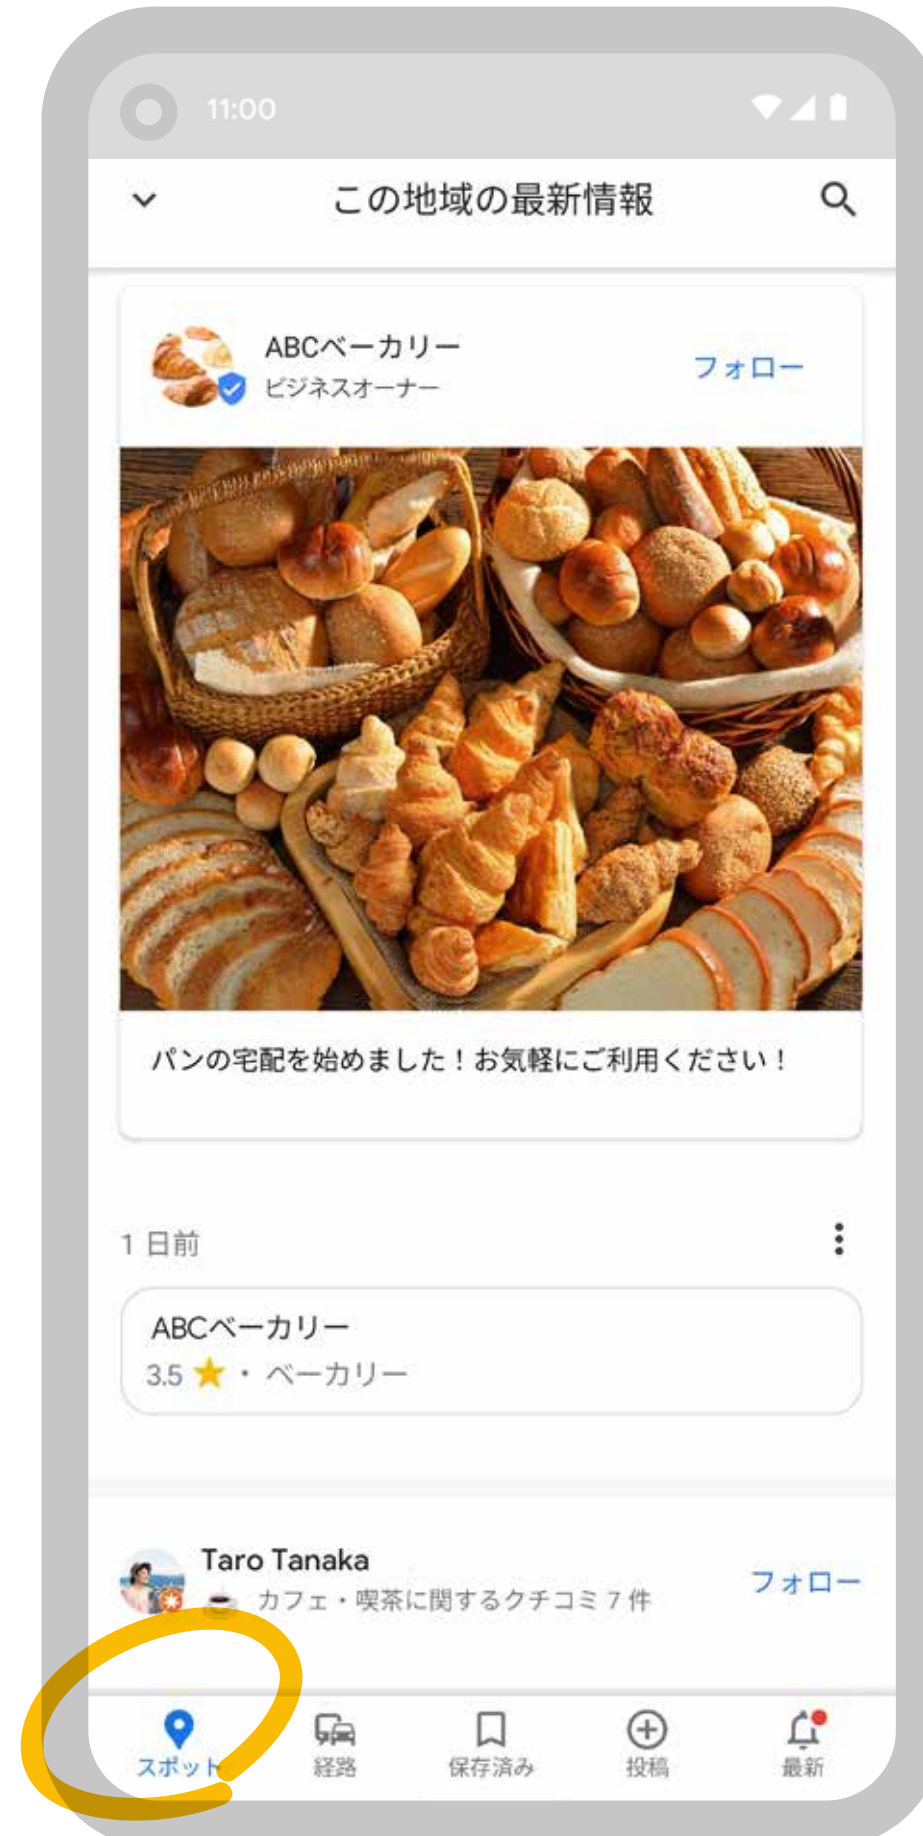 11:00
この地域の最新情報
ABCベーカリー
ビジネスオーナー
フォロー
パンの宅配を始めました！お気軽にご利用ください！
1 日前
ABCベーカリー
3.5 ★ ・ ベーカリー
Taro Tanaka
カフェ・喫茶に関するクチコミ 7 件
フォロー
スポット
経路
保存済み
投稿
最新